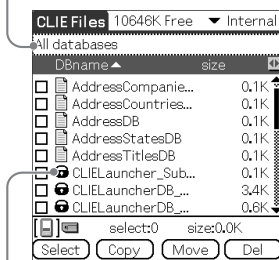 CLIE Files 10646K Free ▼ Internal
All databases
DBname▲ size
AddressCompanie... 0.1K
AddressCountries... 0.1K
AddressDB 0.1K
AddressStatesDB 0.1K
AddressTitlesDB 0.1K
CLIELauncher_Sub... 0.1K
CLIELauncherDB_... 3.4K
CLIELauncherDB_... 0.6K
select:0 size:0.0K
Select Copy Move Del